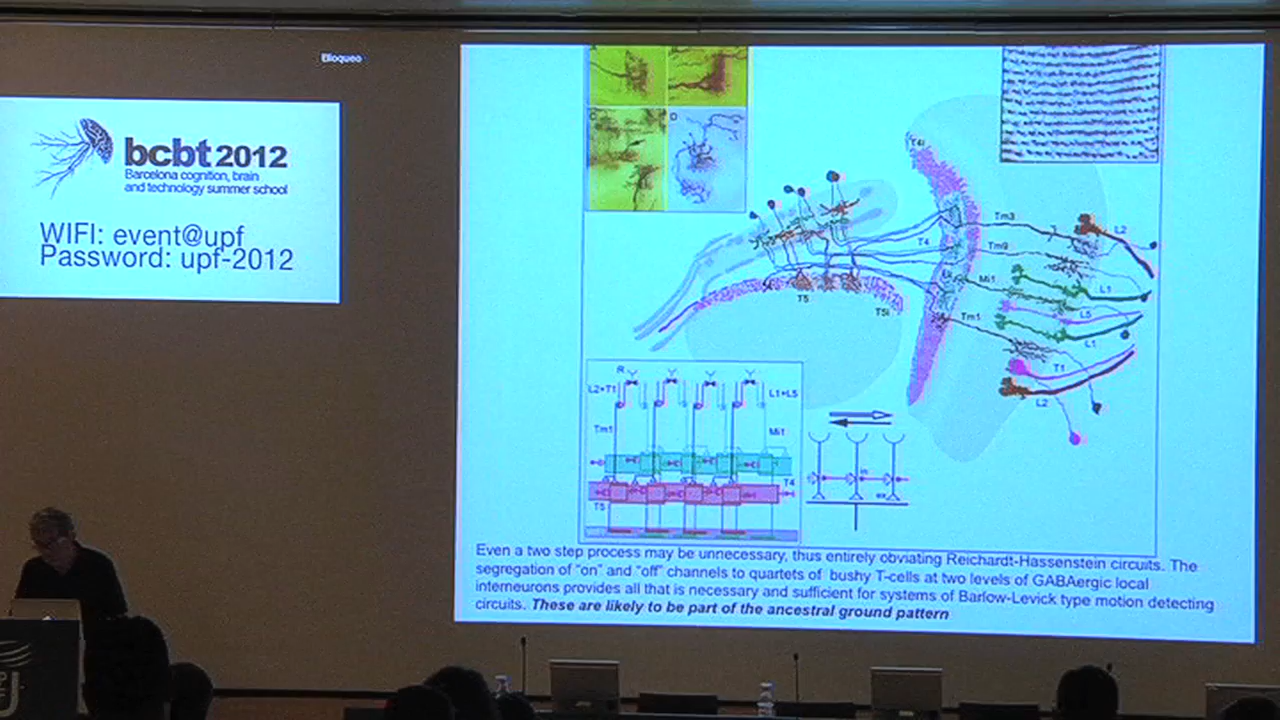 Bloqueo
bcbt 2012
Barcelona cognition, brain
and technology summer school
WIFI: event@upf
Password: upf-2012
C
D
T4i
Tm3
L2
T4
Tm9
Mi1
L1
T5
T5i
L5
Tm1
L1
T1
L2
R
L2+T1
L1+L5
Tm1
Mi1
T4
T5
Even a two step process may be unnecessary, thus entirely obviating Reichardt-Hassenstein circuits. The
segregation of "on" and "off" channels to quartets of bushy T-cells at two levels of GABAergic local
interneurons provides all that is necessary and sufficient for systems of Barlow-Levick type motion detecting
circuits. These are likely to be part of the ancestral ground pattern